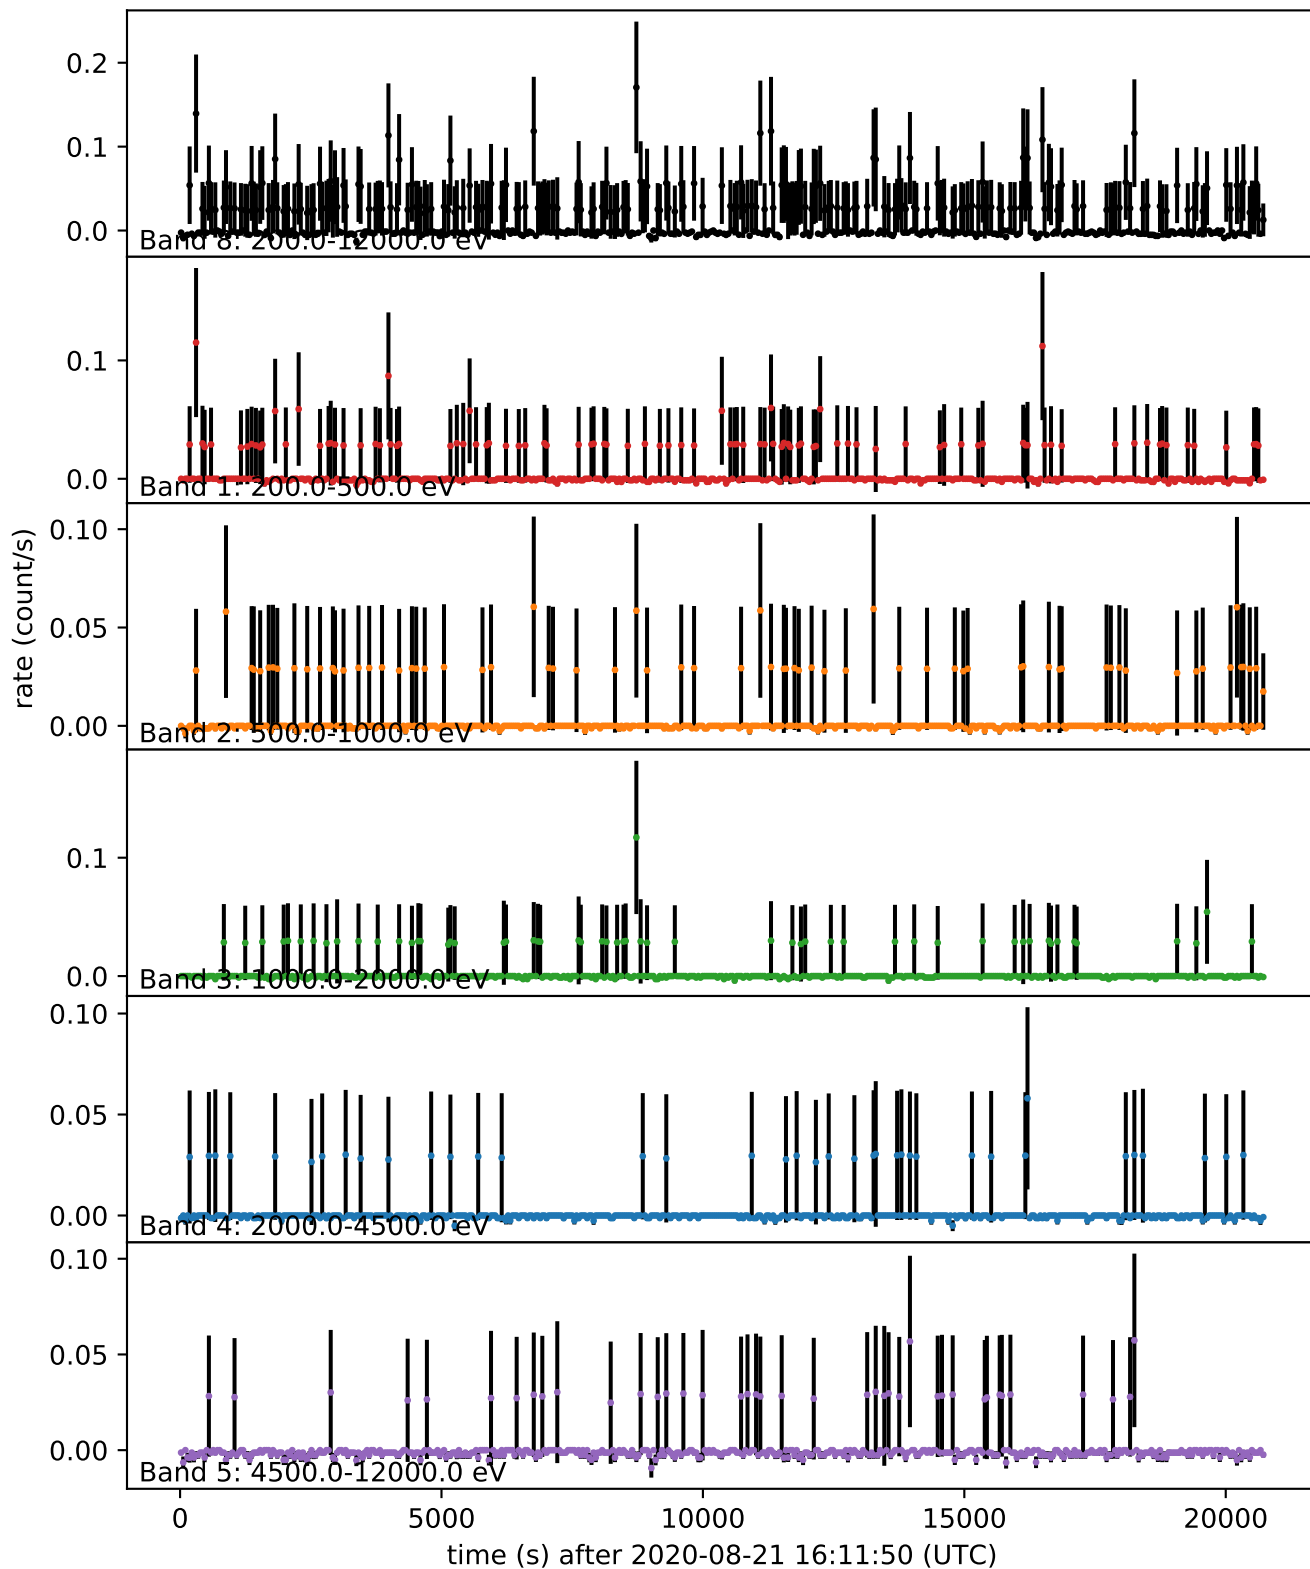 0.2
0.1
0.0
Band 8: 200.0-12000.0 eV
0.1
0.0
Band 1: 200.0-500.0 eV
0.10
0.05
0.00
Band 2: 500.0-1000.0 eV
rate (count/s)
0.1
0.0
Band 3: 1000.0-2000.0 eV
0.10
0.05
0.00
Band 4: 2000.0-4500.0 eV
0.10
0.05
0.00
Band 5: 4500.0-12000.0 eV
0 5000 10000 15000 20000
time (s) after 2020-08-21 16:11:50 (UTC)